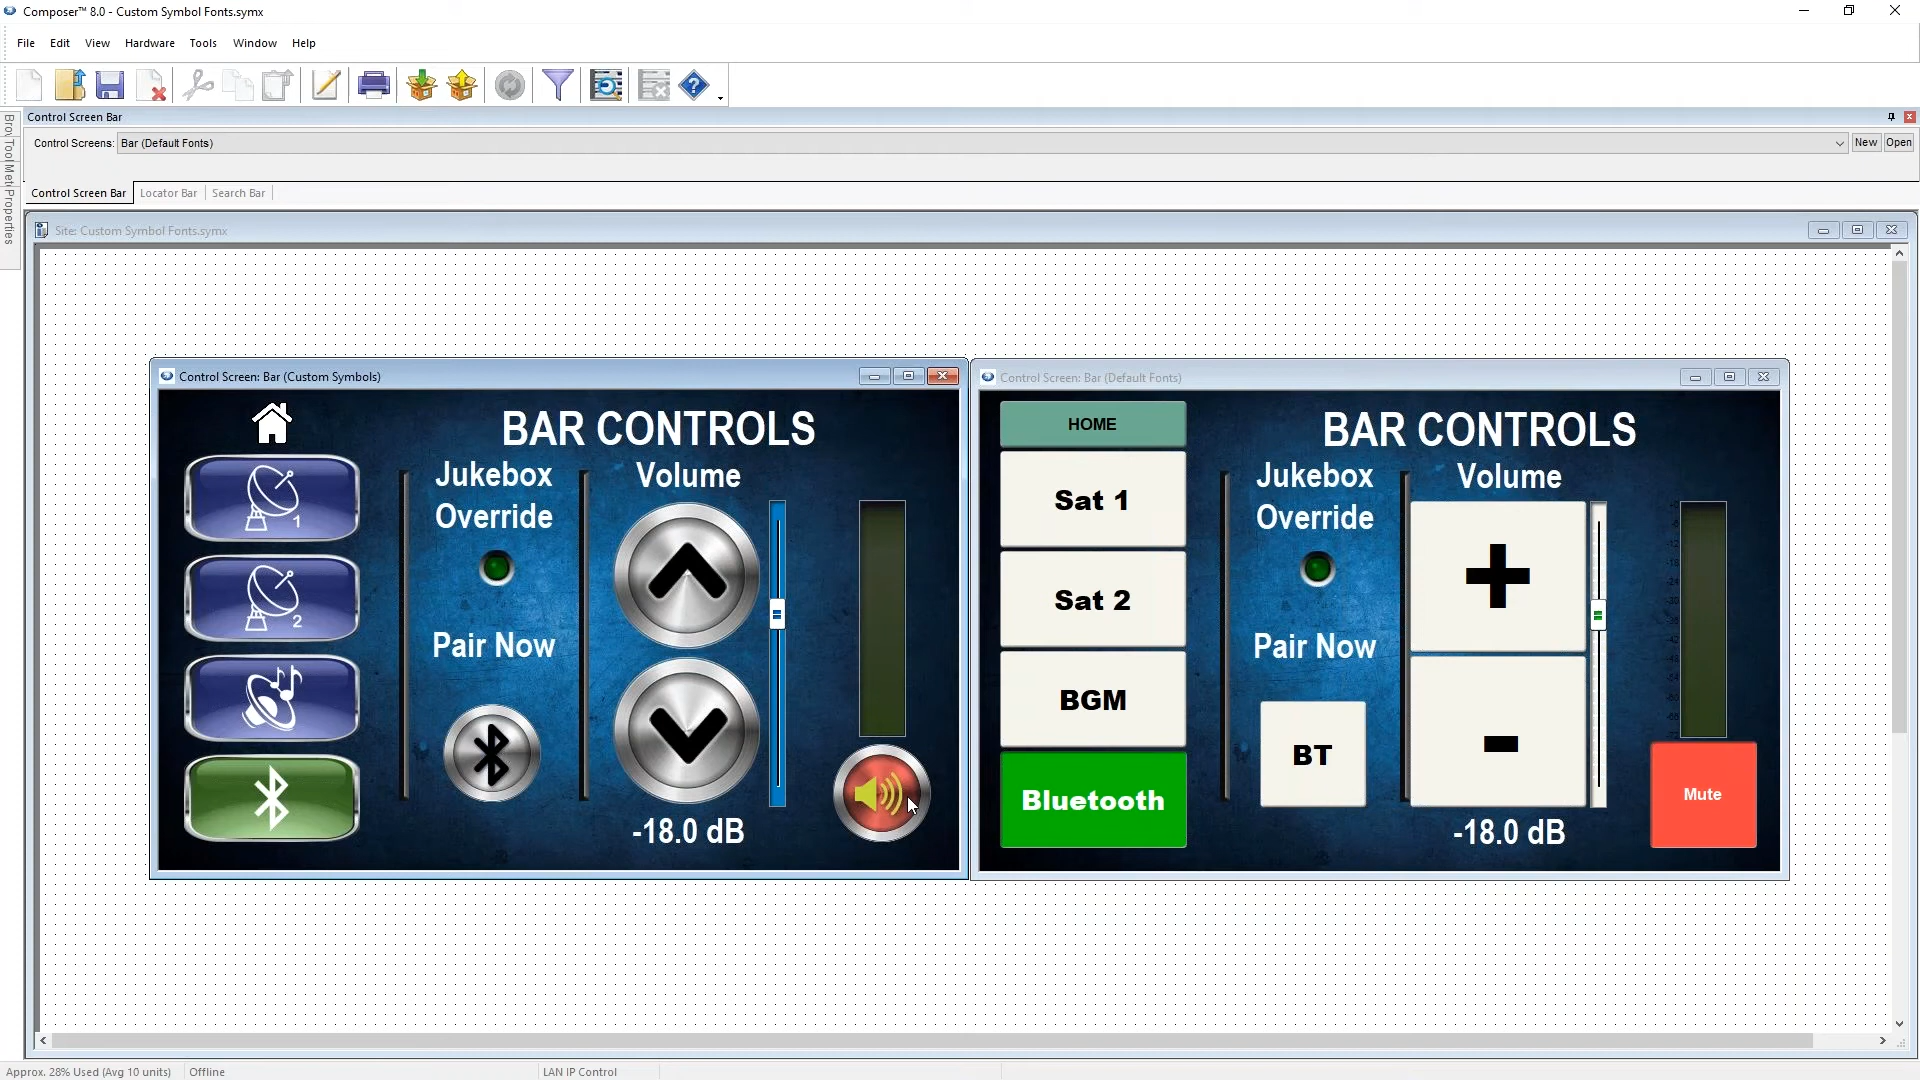 Composer™ 8.0 - Custom Symbol Fonts.symx
File Edit View Hardware Tools Window Help
Control Screen Bar
Control Screens: Bar (Default Fonts) New Open
Control Screen Bar Locator Bar Search Bar
Properties
Site: Custom Symbol Fonts.symx
Control Screen: Bar (Custom Symbols)
BAR CONTROLS
Jukebox
Override
Volume
1
2
Pair Now
-18.0 dB
Control Screen: Bar (Default Fonts)
HOME
BAR CONTROLS
Sat 1
Jukebox
Override
Volume
+
Sat 2
Pair Now
BGM
BT
-
Bluetooth
Mute
-18.0 dB
Approx. 28% Used (Avg 10 units) Offline LAN IP Control